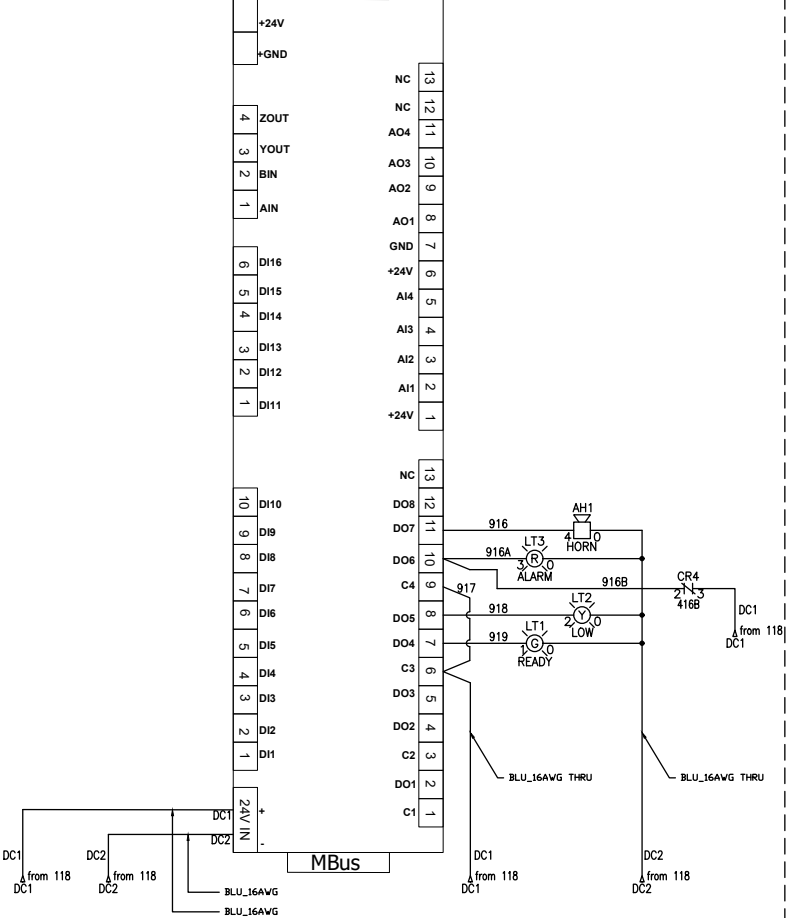 +24V
+GND
NC 13
NC 12
4 ZOUT
AO4 11
3 YOUT
AO3 10
2 BIN
AO2 9
1 AIN
AO1 8
GND 7
6 DI16
+24V 6
5 DI15
AI4 5
4 DI14
AI3 4
3 DI13
AI2 3
2 DI12
AI1 2
1 DI11
+24V 1
NC 13
10 DI10
DO8 12
AH1
DO7 11
916
4 0
HORN
9 DI9
LT3
916A
R
3 0
ALARM
8 DI8
DO6 10
C4 9
917
916B
CR4
2 3
416B
7 DI7
LT2
DC1
6 DI6
DO5 8
918
Y
2 0
LOW
LT1
from 118
DC1
5 DI5
DO4 7
919
G
1 0
READY
4 DI4
C3 6
3 DI3
DO3 5
2 DI2
DO2 4
1 DI1
C2 3
BLU_16AWG THRU
BLU_16AWG THRU
DO1 2
24V IN
DC1 +
C1 1
DC2 -
MBus
DC1
DC2
DC1
DC2
from 118
from 118
from 118
from 118
DC1
DC2
DC1
DC2
BLU_16AWG
BLU_16AWG